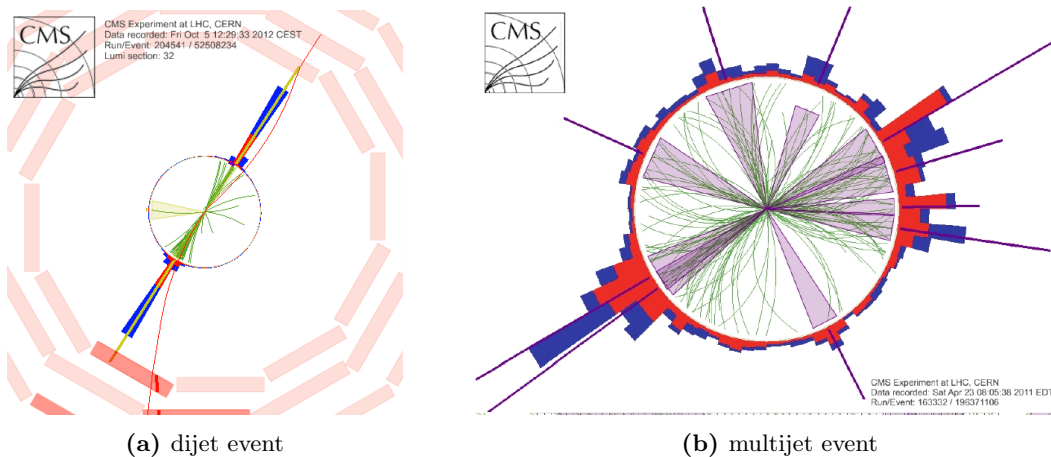 CMS
CMS Experiment at LHC, CERN
Data recorded: Fri Oct 5 12:29:33 2012 CEST
Run/Event: 204541 / 52508234
Lumi section: 32
CMS
CMS Experiment at LHC, CERN
Data recorded: Sat Apr 23 08:05:38 2011 EDT
Run/Event: 163332 / 196371106
(a) dijet event
(b) multijet event